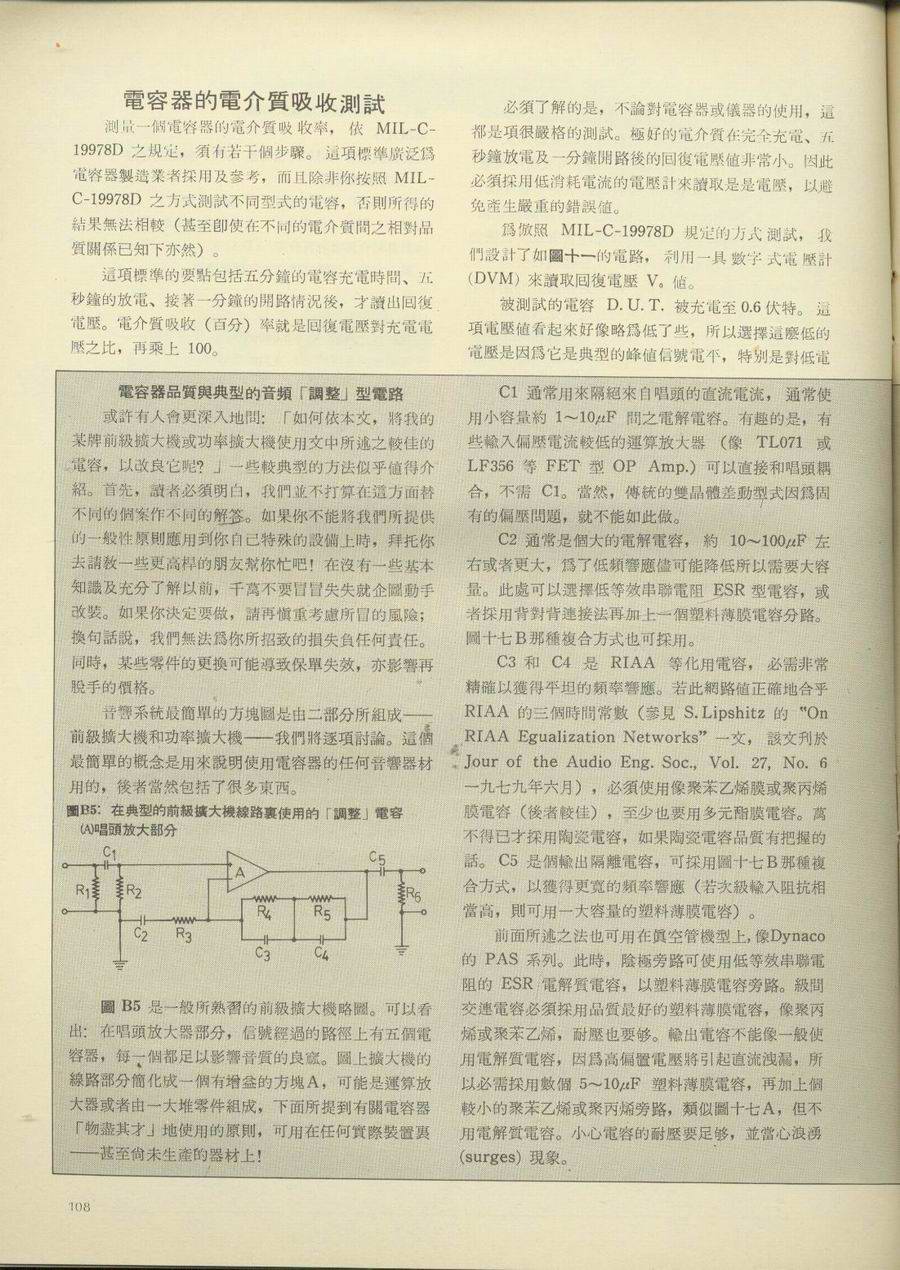 電容器的電介質吸收測試
測量一個電容器的電介質吸收率，依 MIL-C-
19978D 之規定，須有若干個步驟。這項標準廣泛爲
電容器製造業者採用及參考，而且除非你按照 MIL-
C-19978D 之方式測試不同型式的電容，否則所得的
結果無法相較（甚至卽使在不同的電介質間之相對品
質關係已知下亦然）。
這項標準的要點包括五分鐘的電容充電時間、五
秒鐘的放電、接著一分鐘的開路情況後，才讀出回復
電壓。電介質吸收（百分）率就是回復電壓對充電電
壓之比，再乘上 100。
必須了解的是，不論對電容器或儀器的使用，這
都是項很嚴格的測試。極好的電介質在完全充電、五
秒鐘放電及一分鐘開路後的回復電壓値非常小。因此
必須採用低消耗電流的電壓計來讀取是是電壓，以避
免產生嚴重的錯誤値。
爲倣照 MIL-C-19978D 規定的方式測試，我
們設計了如圖十一的電路，利用一具數字式電壓計
(DVM) 來讀取回復電壓 V。値。
被測試的電容 D.U.T. 被充電至 0.6 伏特。這
項電壓値看起來好像略爲低了些，所以選擇這麽低的
電壓是因爲它是典型的峰値信號電平，特別是對低電
電容器品質與典型的音頻「調整」型電路
或許有人會更深入地問：「如何依本文，將我的
某牌前級擴大機或功率擴大機使用文中所述之較佳的
電容，以改良它呢？」一些較典型的方法似乎值得介
紹。首先，讀者必須明白，我們並不打算在這方面替
不同的個案作不同的解答。如果你不能將我們所提供
的一般性原則應用到你自己特殊的設備上時，拜托你
去請教一些更高桿的朋友幫你忙吧！在沒有一些基本
知識及充分了解以前，千萬不要冒冒失失就企圖動手
改裝。如果你決定要做，請再愼重考慮所冒的風險；
換句話說，我們無法爲你所招致的損失負任何責任。
同時，某些零件的更換可能導致保單失效，亦影響再
脫手的價格。
音響系統最簡單的方塊圖是由二部分所組成——
前級擴大機和功率擴大機——我們將逐項討論。這個
最簡單的槪念是用來說明使用電容器的任何音響器材
用的，後者當然包括了很多東西。
圖B5：在典型的前級擴大機線路裏使用的「調整」電容
(A)唱頭放大部分
C1
A
C5
R1
R2
R4
R5
R6
C2
R3
C3
C4
圖 B5 是一般所熟習的前級擴大機略圖。可以看
出：在唱頭放大器部分，信號經過的路徑上有五個電
容器，每一個都足以影響音質的良窳。圖上擴大機的
線路部分簡化成一個有增益的方塊A，可能是運算放
大器或者由一大堆零件組成，下面所提到有關電容器
「物盡其才」地使用的原則，可用在任何實際裝置裏
——甚至尙未生產的器材上！
C1 通常用來隔絕來自唱頭的直流電流，通常使
用小容量約 1～10μF 間之電解電容。有趣的是，有
些輸入偏壓電流較低的運算放大器（像 TL071 或
LF356 等 FET 型 OP Amp.）可以直接和唱頭耦
合，不需 C1。當然，傳統的雙晶體差動型式因爲固
有的偏壓問題，就不能如此做。
C2 通常是個大的電解電容，約 10～100μF 左
右或者更大，爲了低頻響應儘可能降低所以需要大容
量。此處可以選擇低等效串聯電阻 ESR 型電容，或
者採用背對背連接法再加上一個塑料薄膜電容分路。
圖十七B那種複合方式也可採用。
C3 和 C4 是 RIAA 等化用電容，必需非常
精確以獲得平坦的頻率響應。若此網路値正確地合乎
RIAA 的三個時間常數（參見 S.Lipshitz 的 "On
RIAA Egualization Networks" 一文，該文刋於
Jour of the Audio Eng. Soc., Vol. 27, No. 6
一九七九年六月），必須使用像聚苯乙烯膜或聚丙烯
膜電容（後者較佳），至少也要用多元酯膜電容。萬
不得已才採用陶瓷電容，如果陶瓷電容品質有把握的
話。C5 是個輸出隔離電容，可採用圖十七B那種複
合方式，以獲得更寬的頻率響應（若次級輸入阻抗相
當高，則可用一大容量的塑料薄膜電容）。
前面所述之法也可用在眞空管機型上，像Dynaco
的 PAS 系列。此時，陰極旁路可使用低等效串聯電
阻的 ESR 電解質電容，以塑料薄膜電容旁路。級間
交連電容必須採用品質最好的塑料薄膜電容，像聚丙
烯或聚苯乙烯，耐壓也要够。輸出電容不能像一般使
用電解質電容，因爲高偏置電壓將引起直流洩漏，所
以必需採用數個 5～10μF 塑料薄膜電容，再加上個
較小的聚苯乙烯或聚丙烯旁路，類似圖十七A，但不
用電解質電容。小心電容的耐壓要足够，並當心浪湧
(surges) 現象。
108